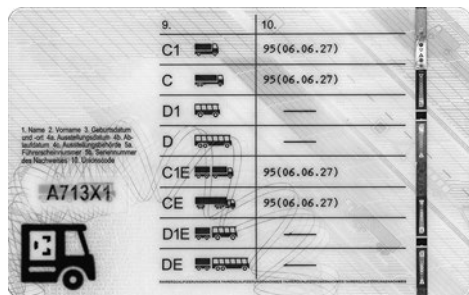 9. 10.
C1 95(06.06.27)
C 95(06.06.27)
D1 —
D —
1. Name 2. Vorname 3. Geburtsdatum
und -ort 4a. Ausstellungsdatum 4b. Ab-
laufdatum 4c. Ausstellungsbehörde 5a.
Führerscheinnummer 5b. Seriennummer
des Nachweises 10. Unionscode
C1E 95(06.06.27)
A713X1
CE 95(06.06.27)
D1E —
DE —